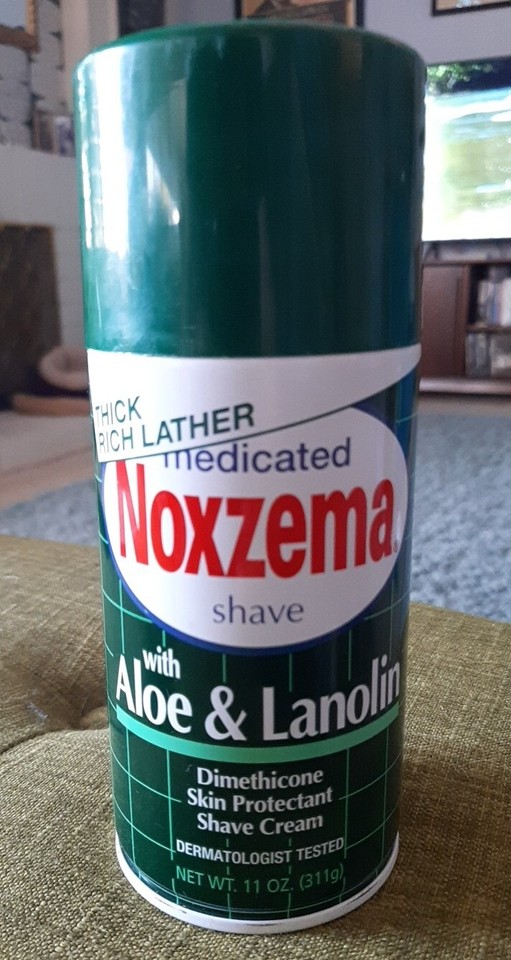 THICK
RICH LATHER
medicated
Noxzema®
shave
with
Aloe & Lanolin
Dimethicone
Skin Protectant
Shave Cream
DERMATOLOGIST TESTED
NET WT. 11 OZ. (311g)